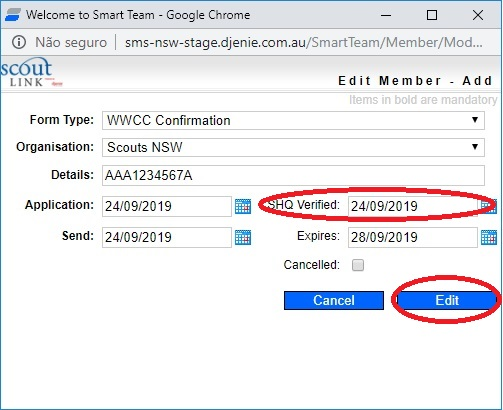 Welcome to Smart Team - Google Chrome
Não seguro | sms-nsw-stage.djenie.com.au/SmartTeam/Member/Mod...
scout
LINK
Edit Member - Add
Items in bold are mandatory
Form Type: WWCC Confirmation
Organisation: Scouts NSW
Details: AAA1234567A
Application: 24/09/2019 SHQ Verified: 24/09/2019
Send: 24/09/2019 Expires: 28/09/2019
Cancelled:
Cancel Edit